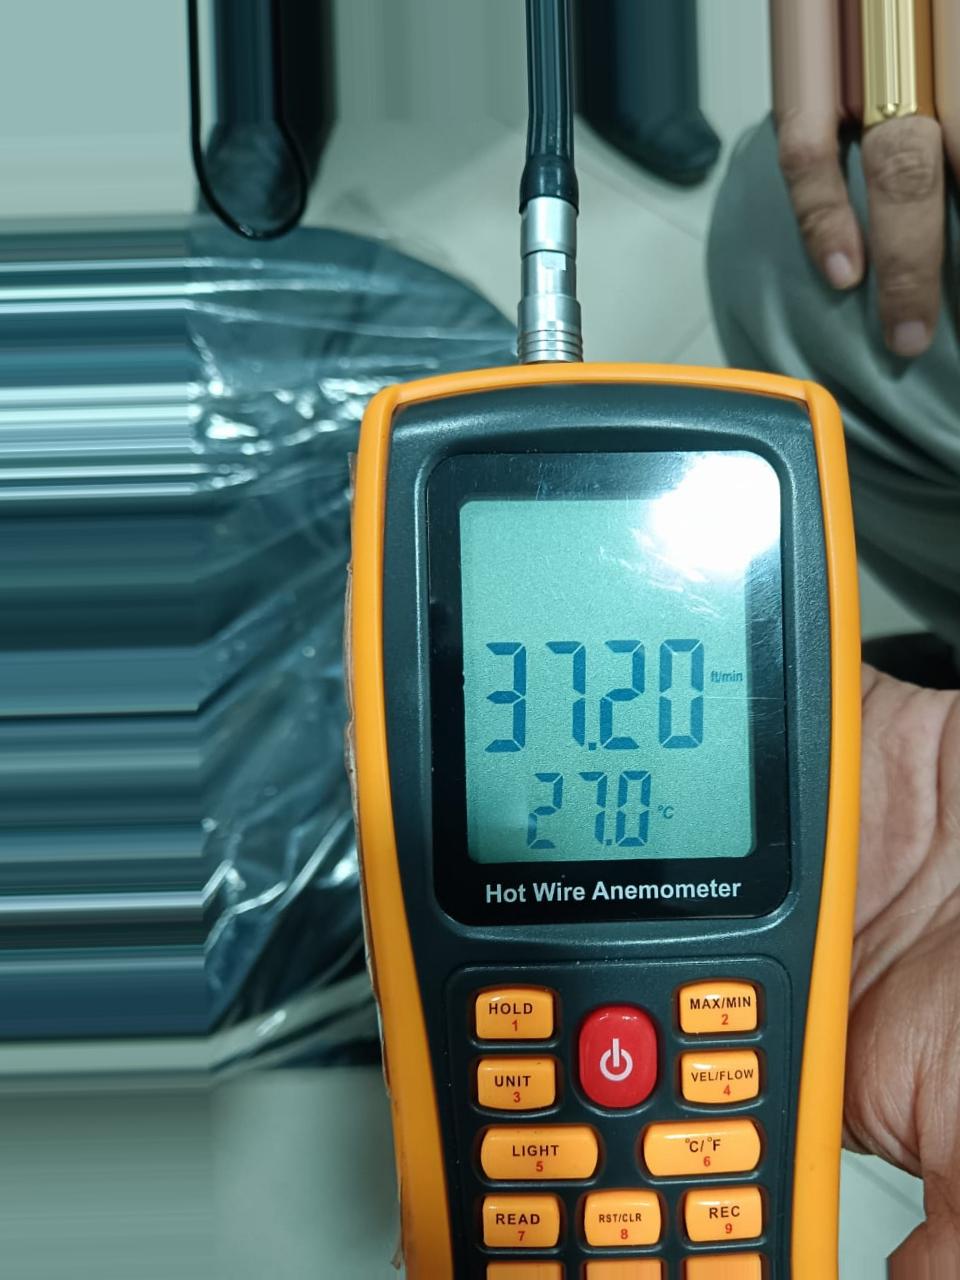 37.20 ft/min
27.0 °C
Hot Wire Anemometer
HOLD
1
MAX/MIN
2
UNIT
3
VEL/FLOW
4
LIGHT
5
°C/°F
6
READ
7
RST/CLR
8
REC
9